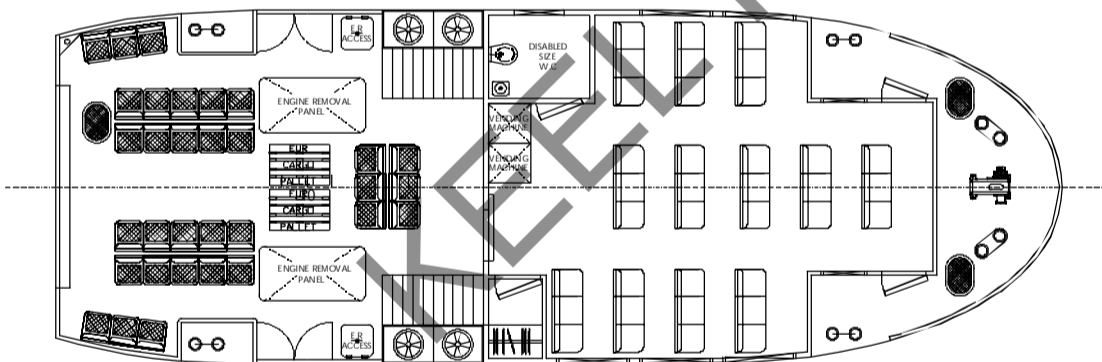 E.R
ACCESS
DISABLED
SIZE
W.C
ENGINE REMOVAL
PANEL
VENDING
MACHINE
VENDING
MACHINE
EUR
CARGO
PALLET
EURO
CARGO
PALLET
ENGINE REMOVAL
PANEL
E.R
ACCESS
KEEL